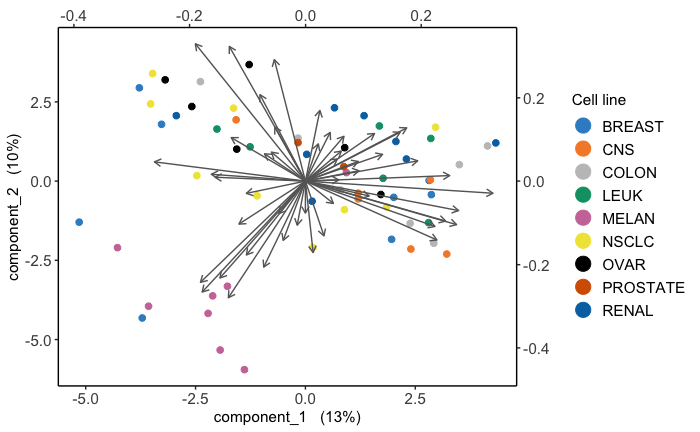 -0.4 -0.2 0.0 0.2
2.5
0.0
-2.5
-5.0
component_2 (10%)
0.2
0.0
-0.2
-0.4
-5.0 -2.5 0.0 2.5
component_1 (13%)
Cell line
BREAST
CNS
COLON
LEUK
MELAN
NSCLC
OVAR
PROSTATE
RENAL